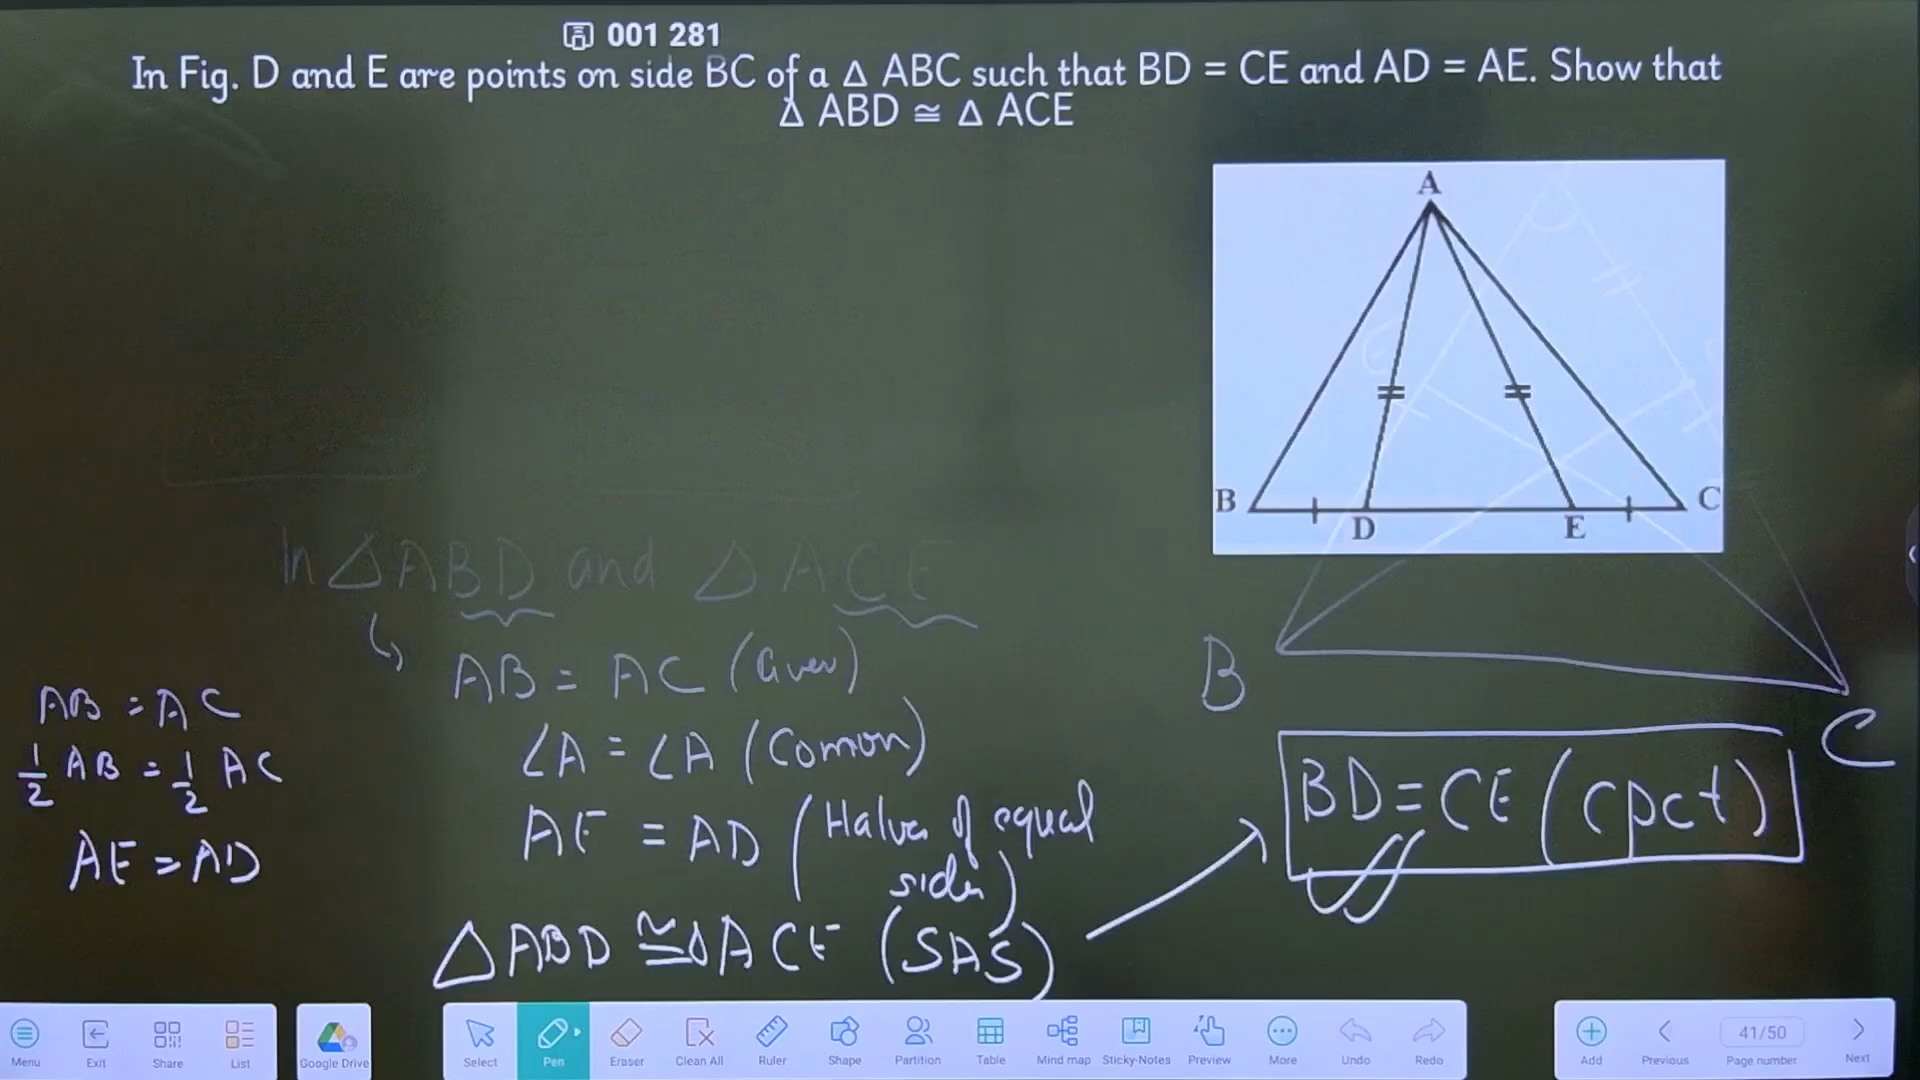 001 281
In Fig. D and E are points on side BC of a Δ ABC such that BD = CE and AD = AE. Show that
Δ ABD ≅ Δ ACE
A
B
D
E
C
In △ABD and △ACE
AB = AC (Given)
∠A = ∠A (Comon)
AE = AD (Halves of equal
sides)
△ABD ≅ △ACE (SAS)
AB = AC
1/2 AB = 1/2 AC
AE = AD
B
C
BD = CE (cpct)
Menu
Exit
Share
List
Google Drive
Select
Pen
Eraser
Clean All
Ruler
Shape
Partition
Table
Mind map
Sticky-Notes
Preview
More
Undo
Redo
Add
Previous
41/50
Page number
Next